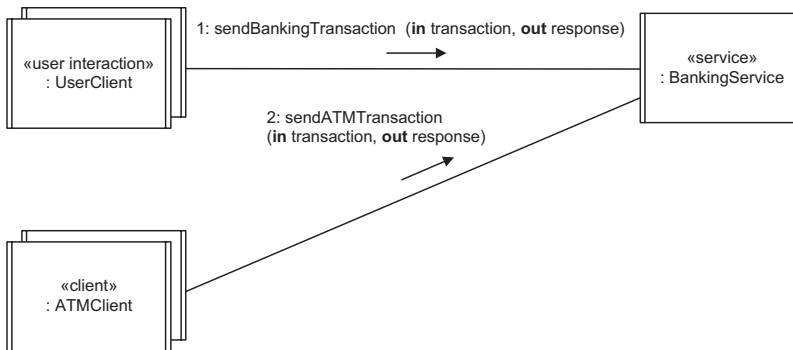 1: sendBankingTransaction (in transaction, out response)
«user interaction»
: UserClient
«service»
: BankingService
2: sendATMTransaction
(in transaction, out response)
«client»
: ATMClient